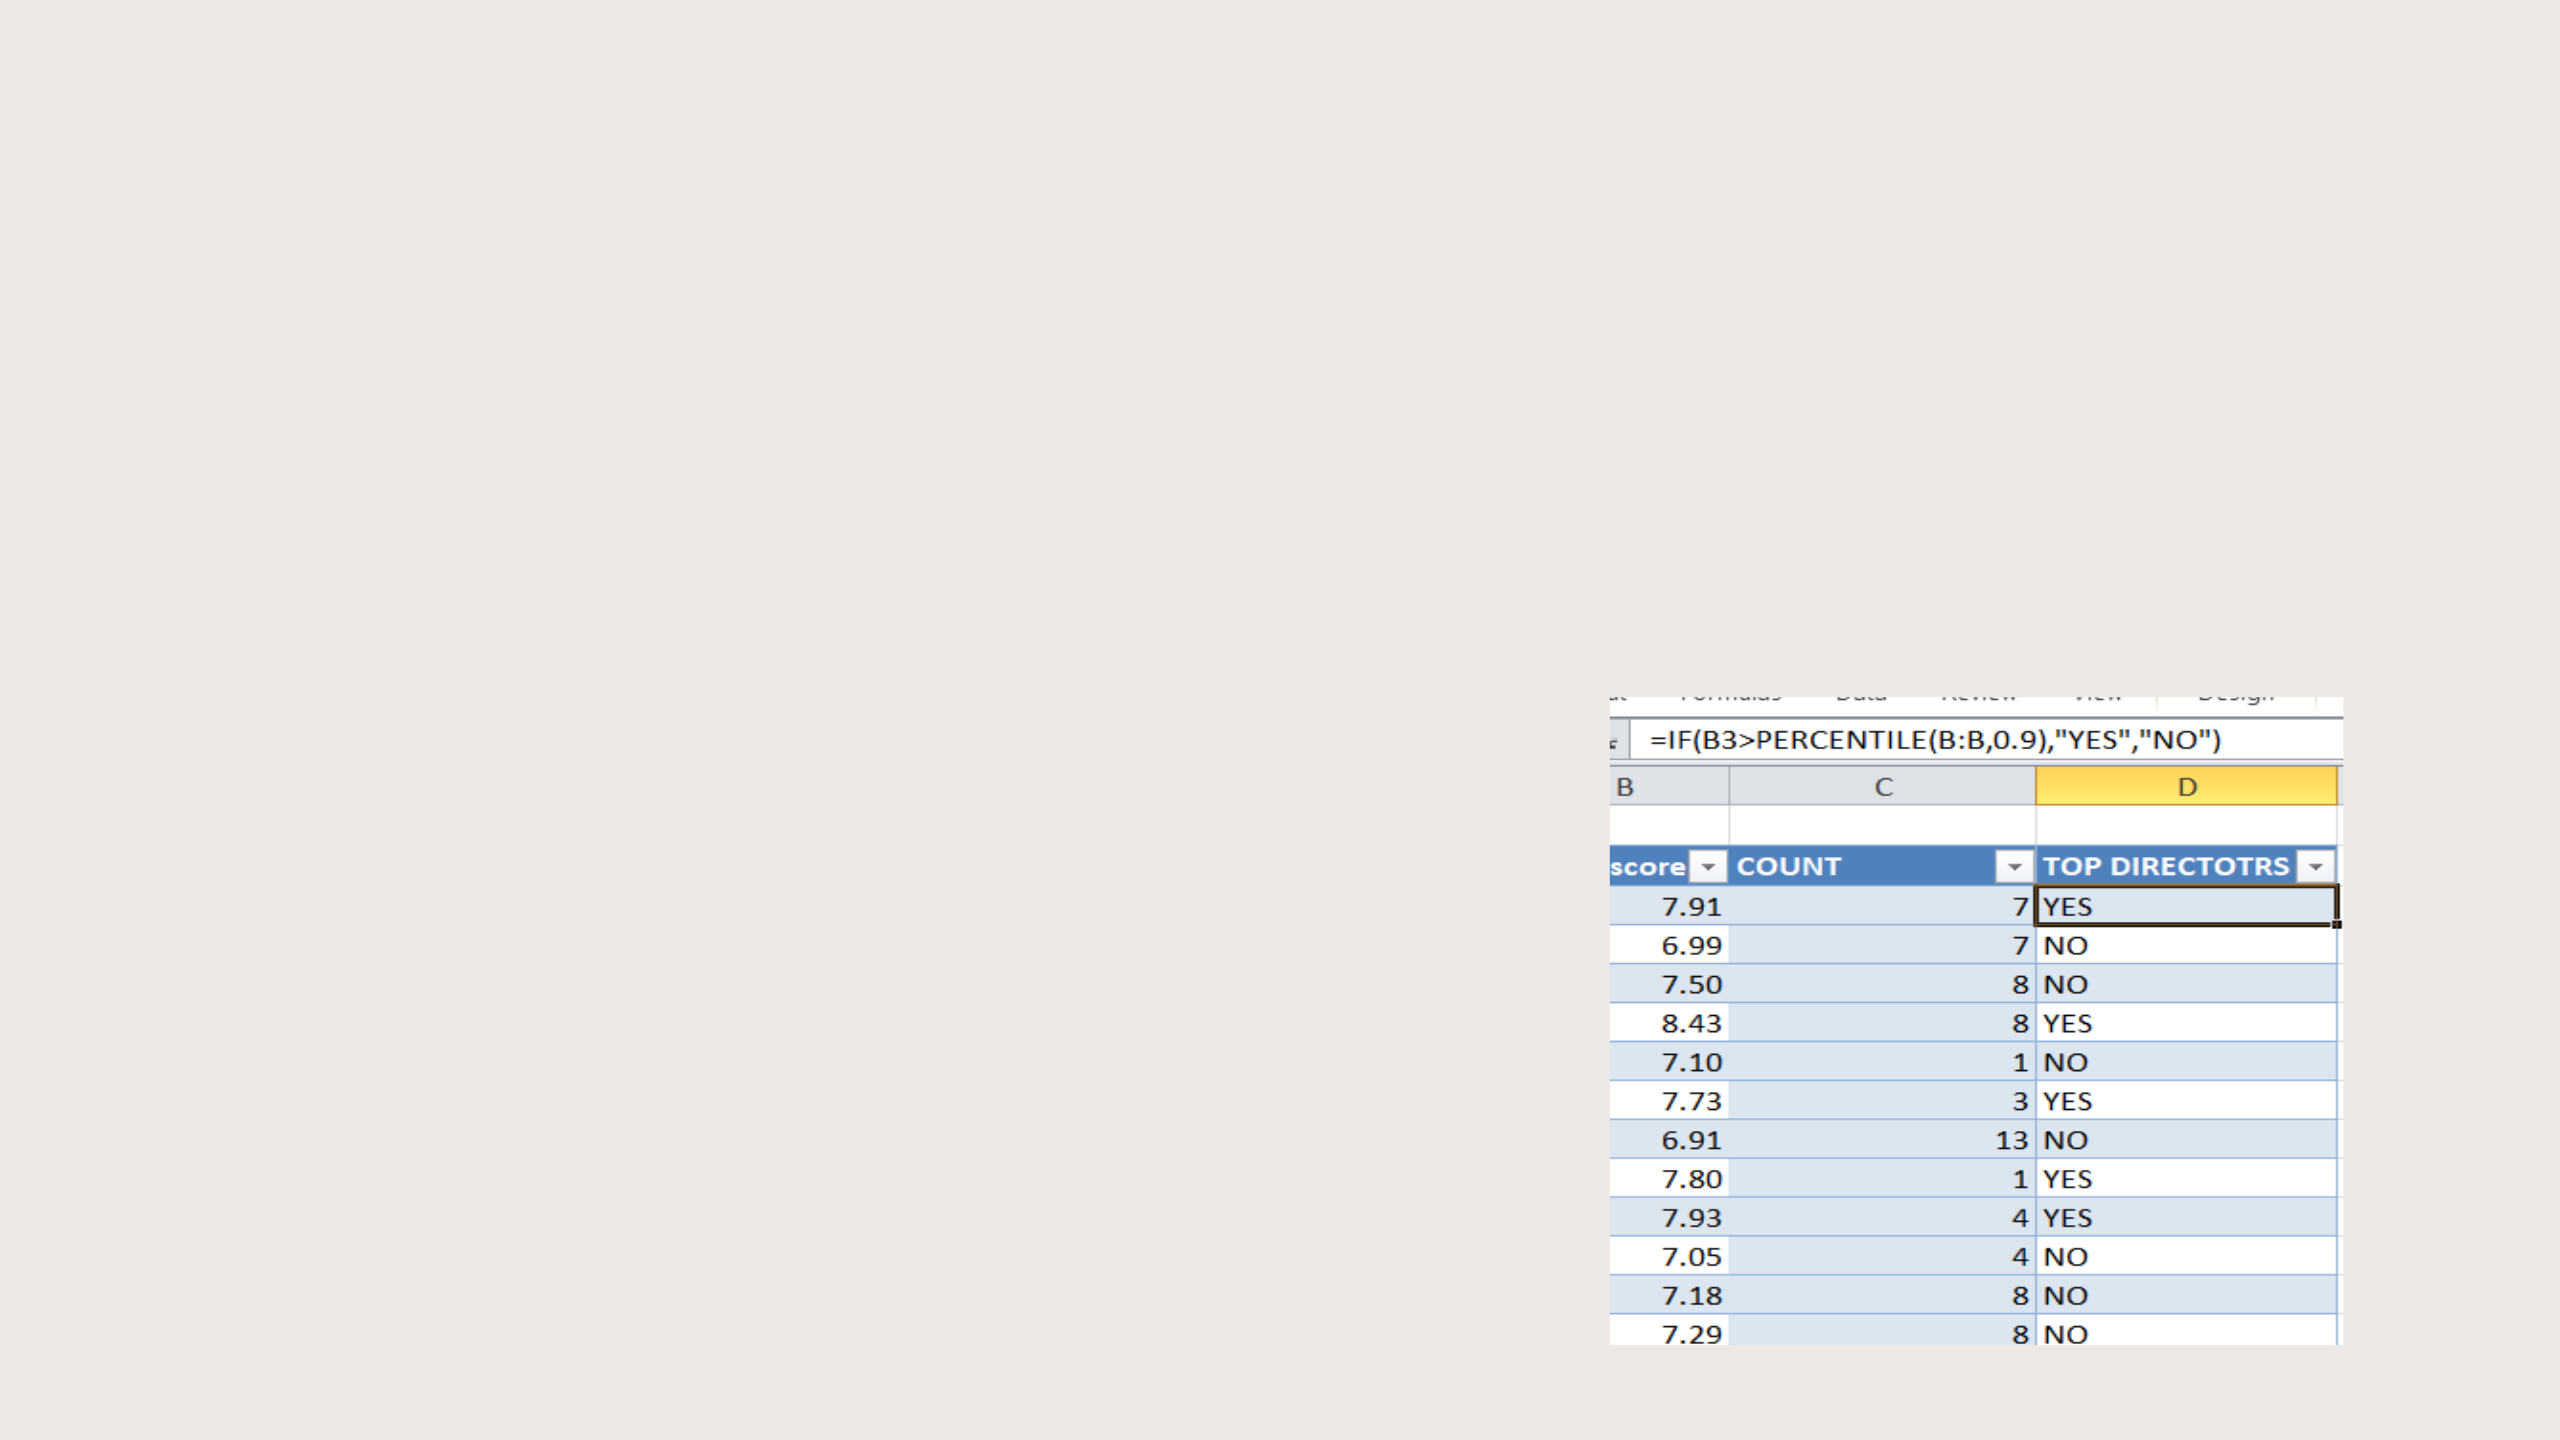 =IF(B3>PERCENTILE(B:B,0.9),"YES","NO")
B C D
score COUNT TOP DIRECTOTRS
7.91 7 YES
6.99 7 NO
7.50 8 NO
8.43 8 YES
7.10 1 NO
7.73 3 YES
6.91 13 NO
7.80 1 YES
7.93 4 YES
7.05 4 NO
7.18 8 NO
7.29 8 NO